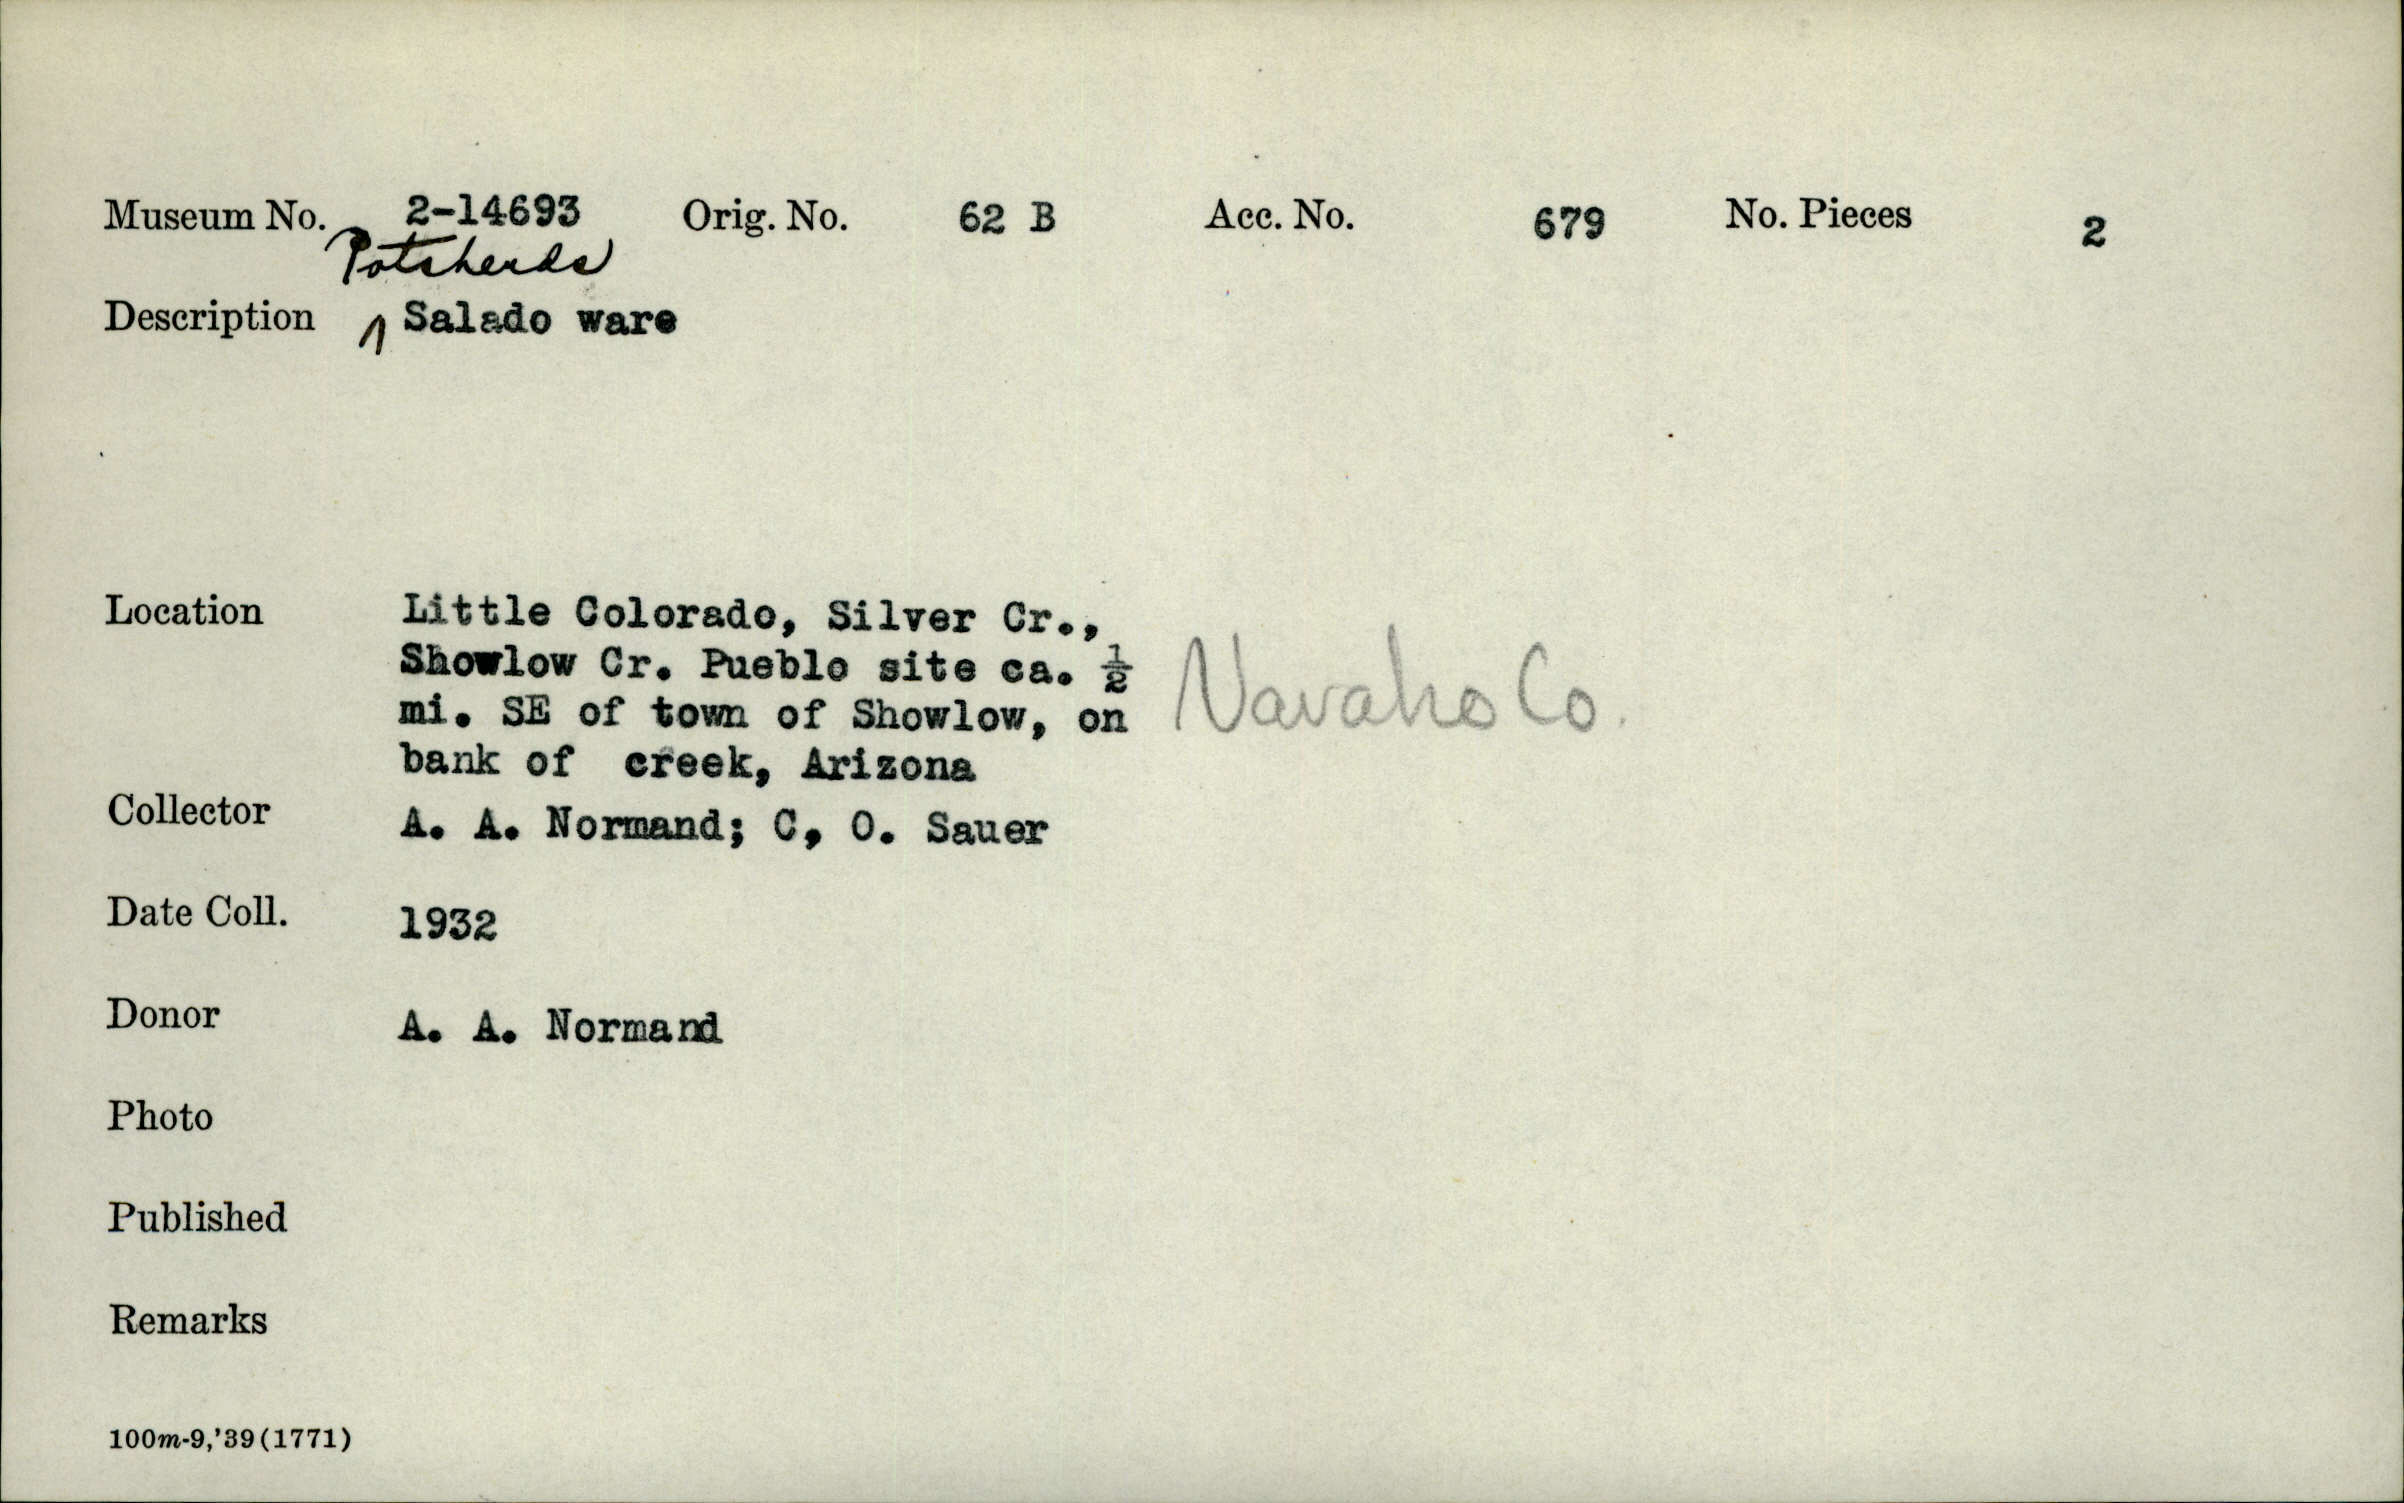 Museum No. 2-14693 Orig. No. 62 B Acc. No. 679 No. Pieces 2
Potsherds
Description ^ Salado ware
Location Little Colorado, Silver Cr.,
Showlow Cr. Pueblo site ca. ½
mi. SE of town of Showlow, on Navaho Co.
bank of creek, Arizona
Collector A. A. Normand; C, O. Sauer
Date Coll. 1932
Donor A. A. Normand
Photo
Published
Remarks
100m-9,'39(1771)